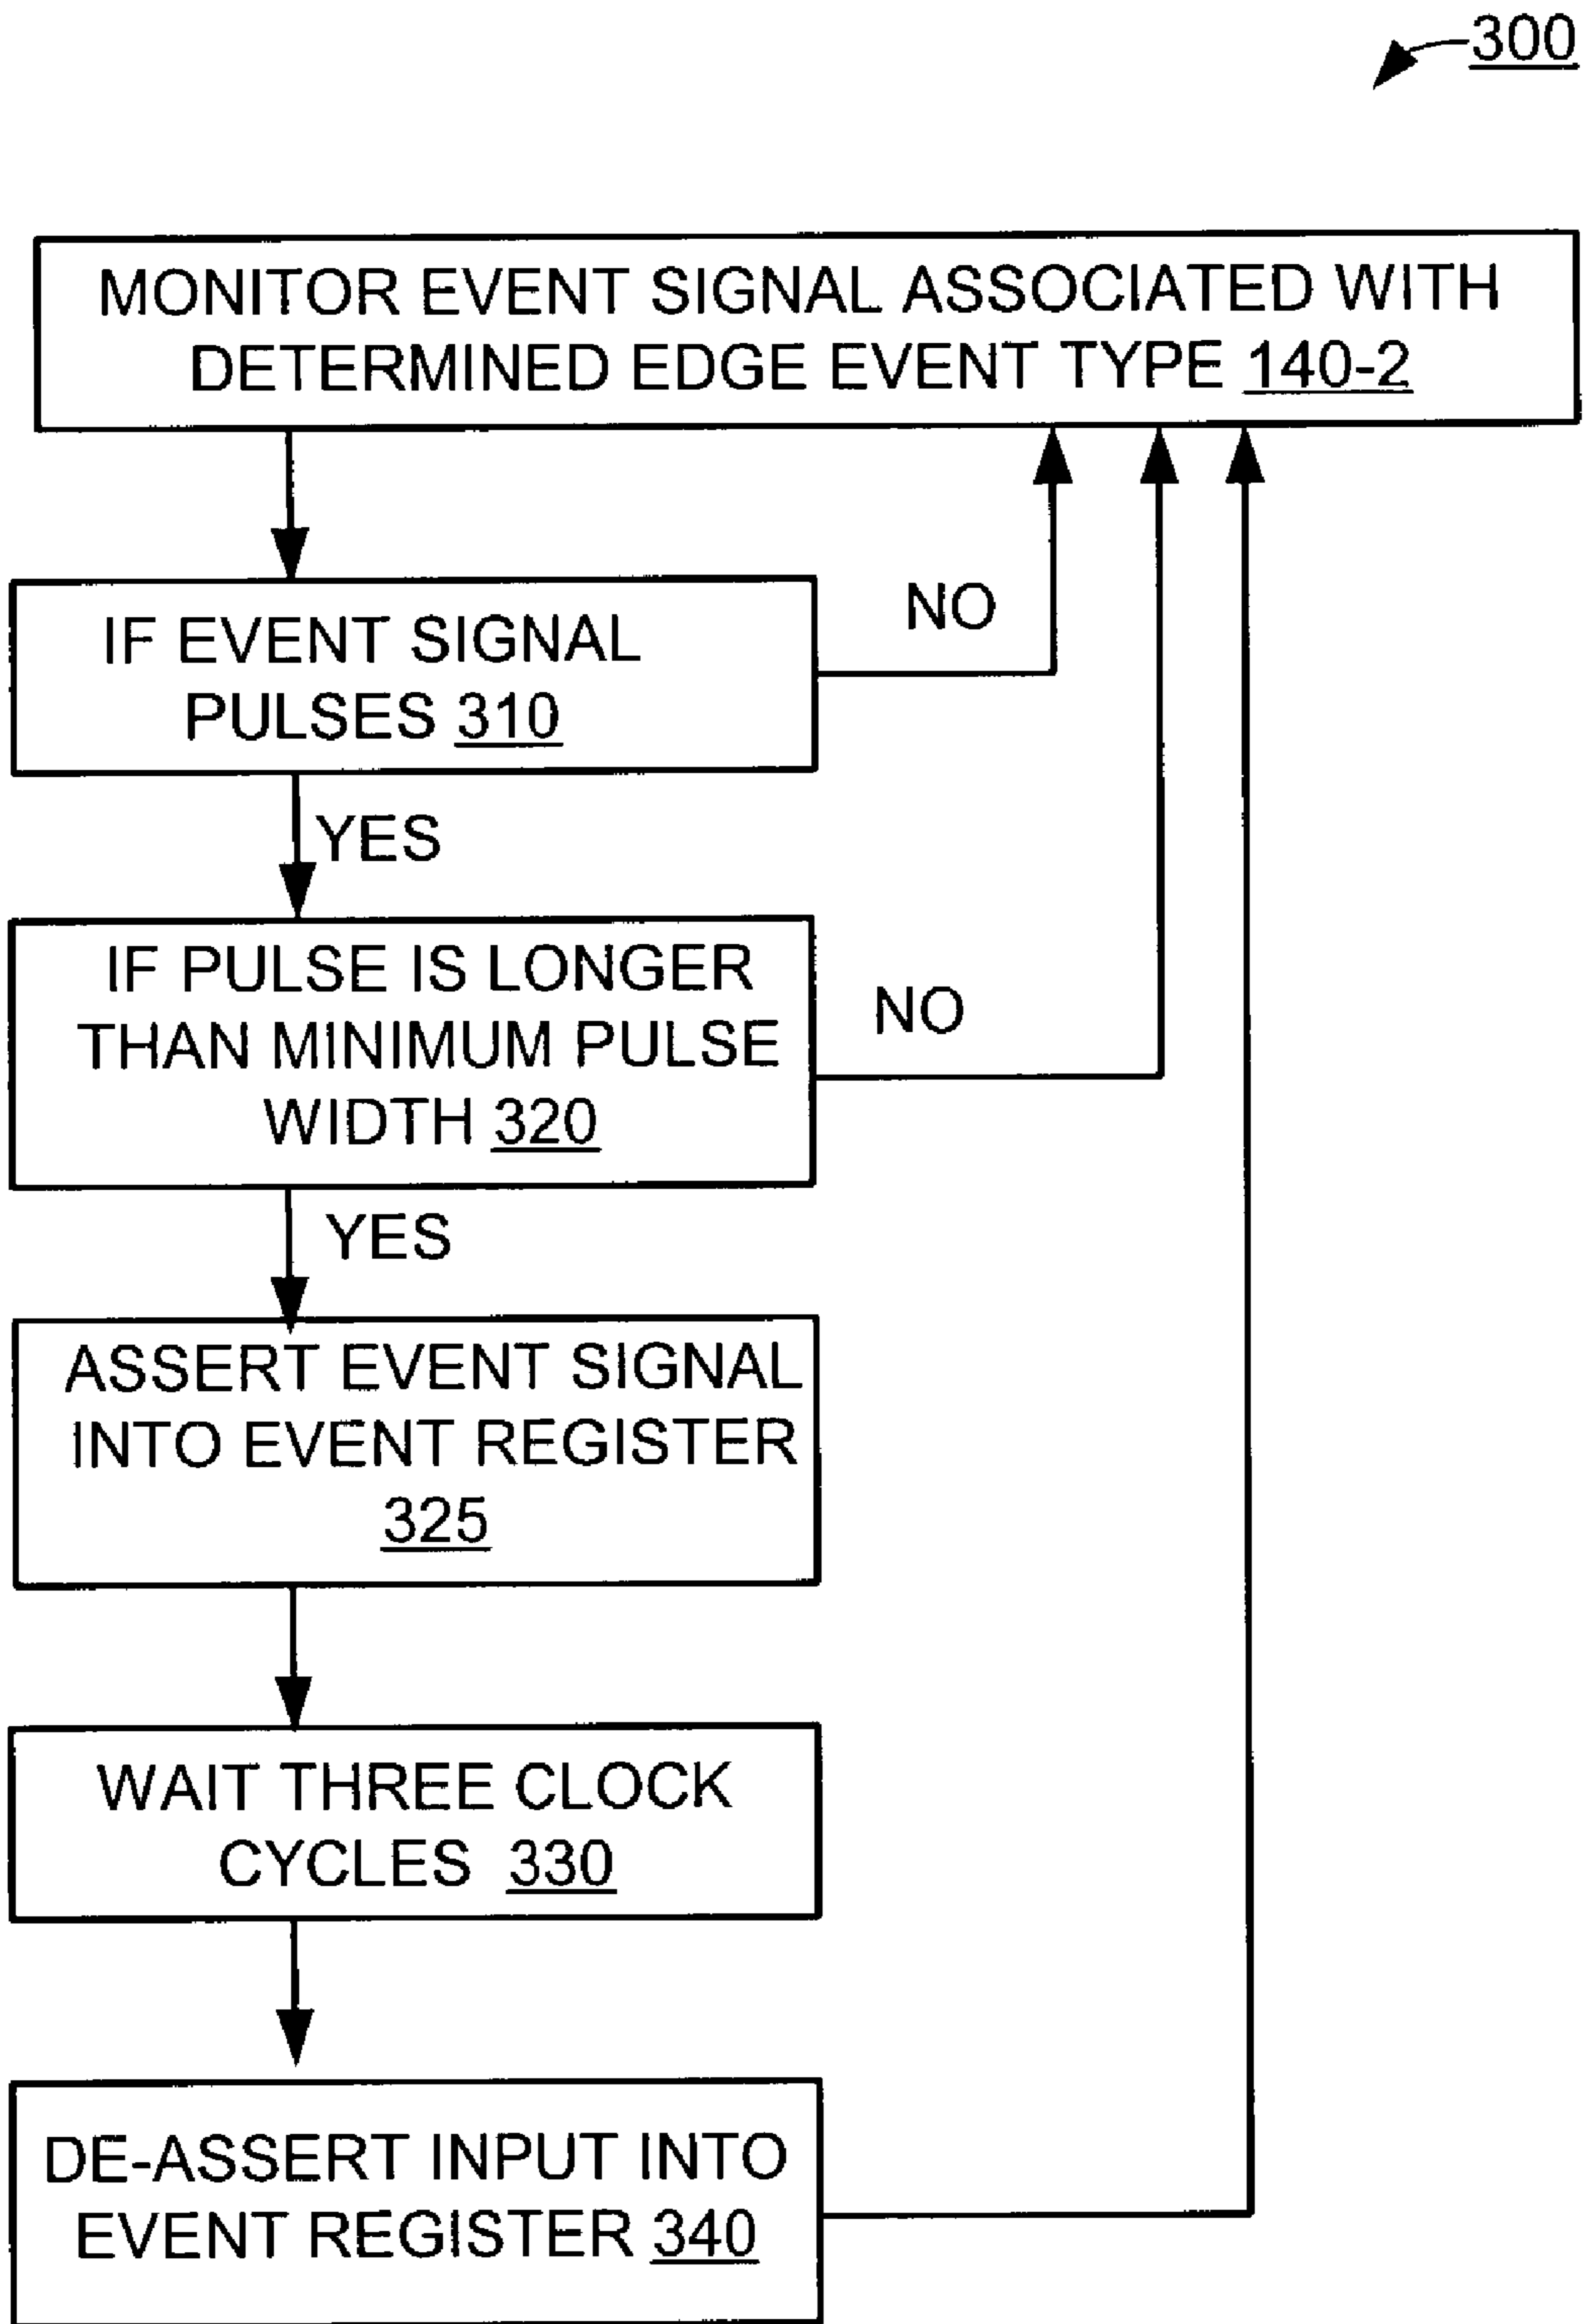 300
MONITOR EVENT SIGNAL ASSOCIATED WITH
DETERMINED EDGE EVENT TYPE 140-2
IF EVENT SIGNAL
PULSES 310
NO
YES
IF PULSE IS LONGER
THAN MINIMUM PULSE
WIDTH 320
NO
YES
ASSERT EVENT SIGNAL
INTO EVENT REGISTER
325
WAIT THREE CLOCK
CYCLES 330
DE-ASSERT INPUT INTO
EVENT REGISTER 340